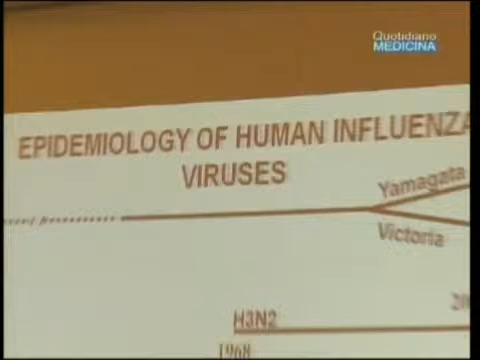 Quotidiano
MEDICINA
EPIDEMIOLOGY OF HUMAN INFLUENZA
VIRUSES
Yamagata
Victoria
H3N2
1968